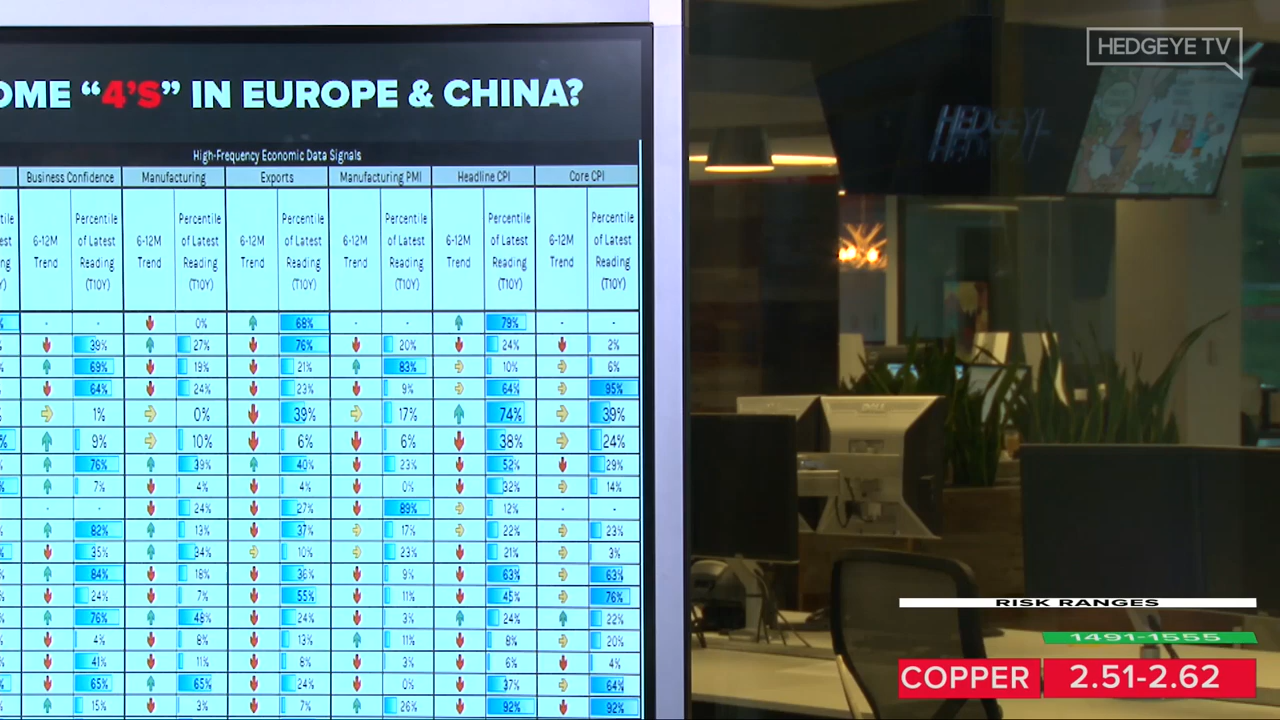 HEDGEYE TV
OME “4’S” IN EUROPE & CHINA?
HEDGEYE
High-Frequency Economic Data Signals
Business Confidence Manufacturing Exports Manufacturing PMI Headline CPI Core CPI
tile Percentile Percentile Percentile Percentile Percentile Percentile
test 6-12M of Latest 6-12M of Latest 6-12M of Latest 6-12M of Latest 6-12M of Latest 6-12M of Latest
ng Trend Reading Trend Reading Trend Reading Trend Reading Trend Reading Trend Reading
Y) (T10Y) (T10Y) (T10Y) (T10Y) (T10Y) (T10Y)
% - - 0% 68% - - 79% - -
% 39% 27% 76% 20% 24% 2%
% 69% 19% 21% 83% 10% 6%
% 64% 24% 23% 9% 64% 95%
% 1% 0% 39% 17% 74% 39%
% 9% 10% 6% 6% 38% 24%
% 76% 39% 40% 23% 52% 29%
% 7% 4% 4% 0% 32% 14%
- - 24% 27% 89% 12% - -
% 82% 13% 37% 17% 22% 23%
% 35% 34% 10% 23% 21% 3%
% 84% 18% 36% 9% 63% 63%
% 24% 7% 55% 11% 45% 76%
% 76% 48% 24% 3% 24% 22%
% 4% 8% 13% 11% 8% 20%
% 41% 11% 8% 3% 6% 4%
% 65% 65% 24% 0% 37% 64%
% 15% 3% 7% 26% 92% 92%
DELL
RISK RANGES
1491-1555
COPPER 2.51-2.62